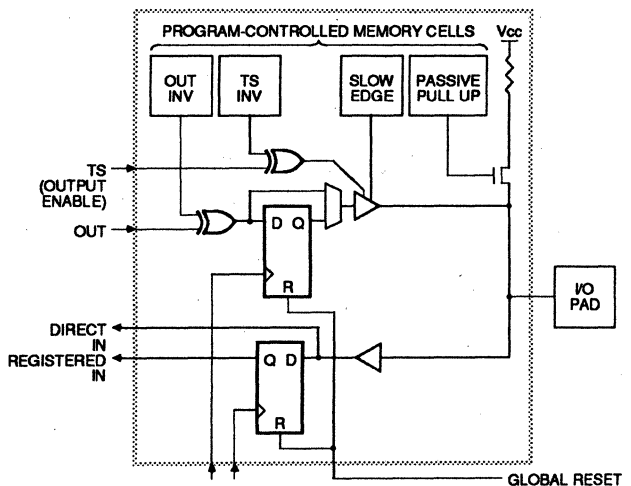 PROGRAM-CONTROLLED MEMORY CELLS
Vcc
OUT
INV
TS
INV
SLOW
EDGE
PASSIVE
PULL UP
TS
(OUTPUT
ENABLE)
OUT
D Q
R
I/O
PAD
DIRECT
IN
REGISTERED
IN
Q D
R
GLOBAL RESET